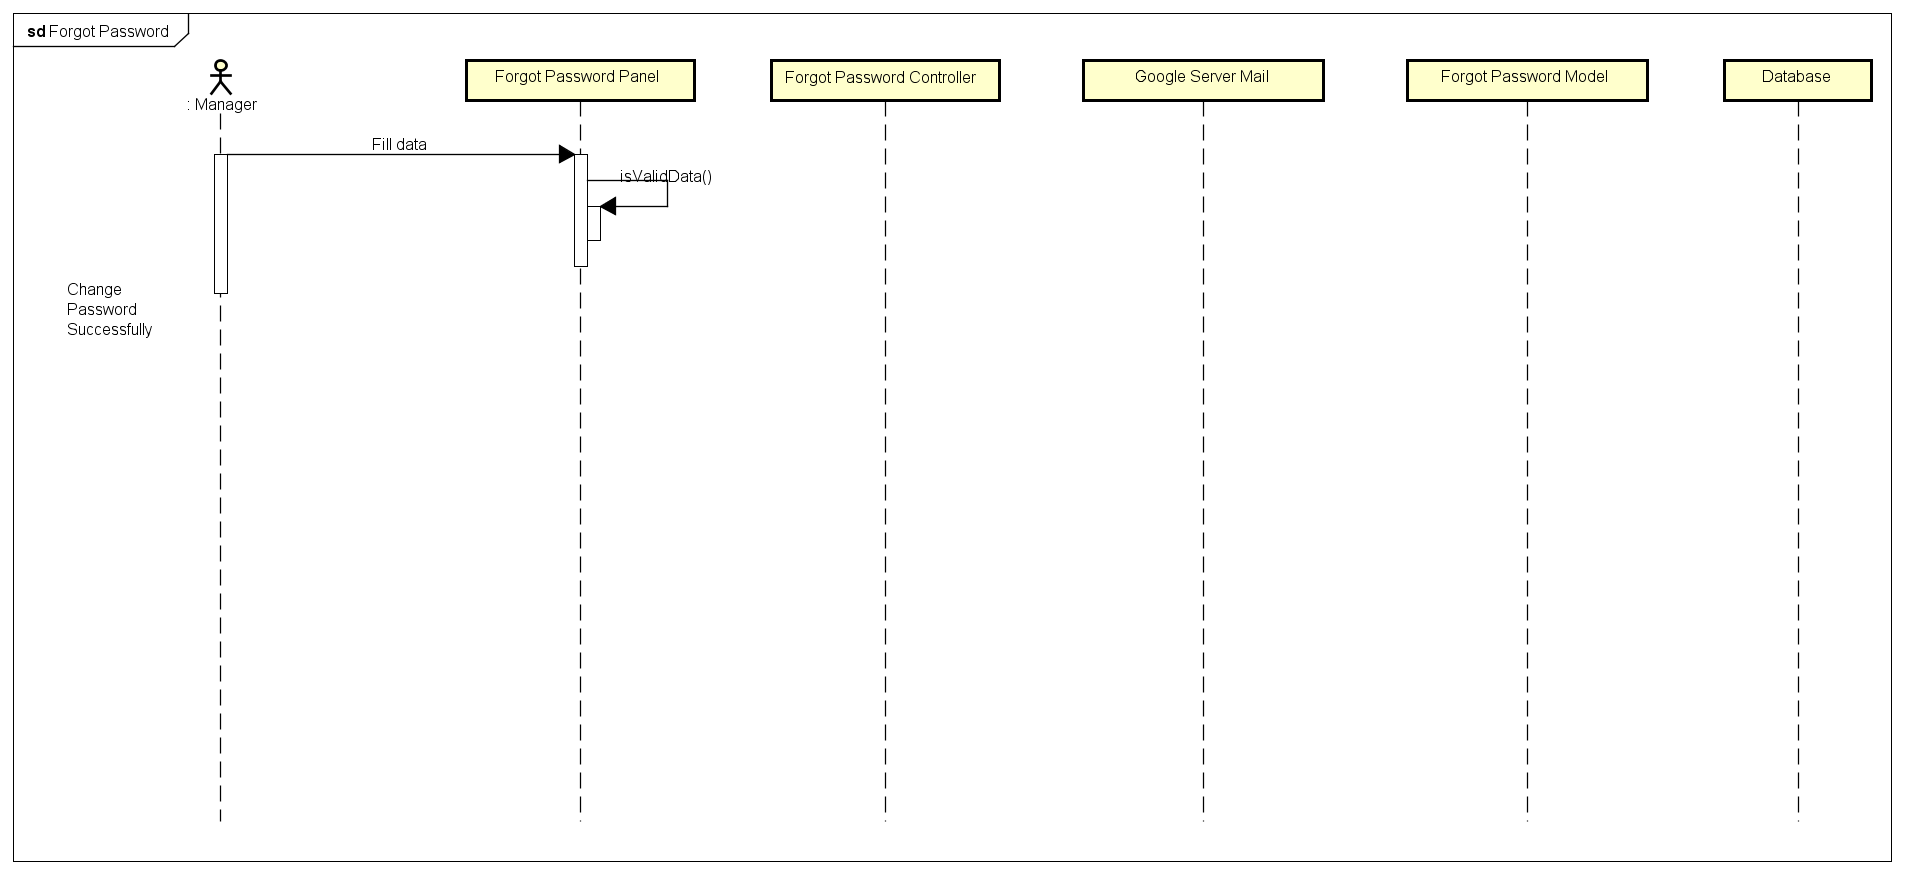 sd Forgot Password
: Manager
Forgot Password Panel
Forgot Password Controller
Google Server Mail
Forgot Password Model
Database
Fill data
isValidData()
Change
Password
Successfully